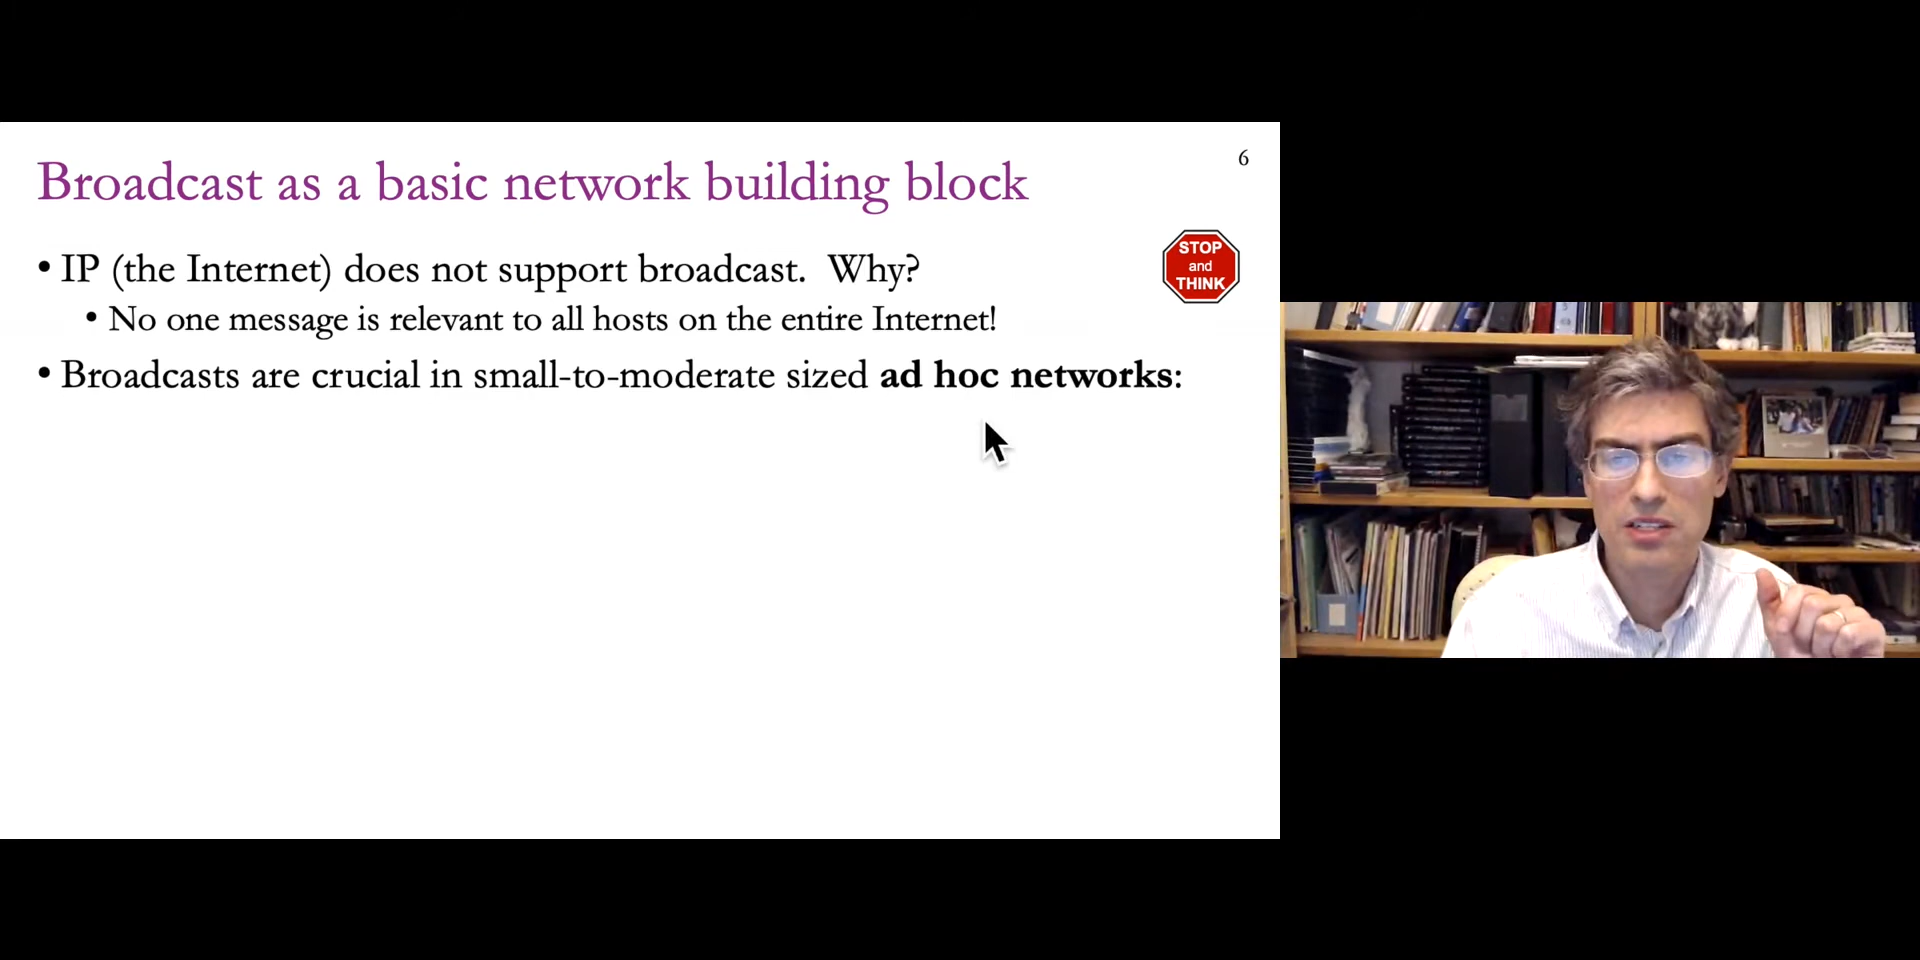 Broadcast as a basic network building block
6
• IP (the Internet) does not support broadcast.  Why?
STOP
and
THINK
• No one message is relevant to all hosts on the entire Internet!
• Broadcasts are crucial in small-to-moderate sized ad hoc networks: